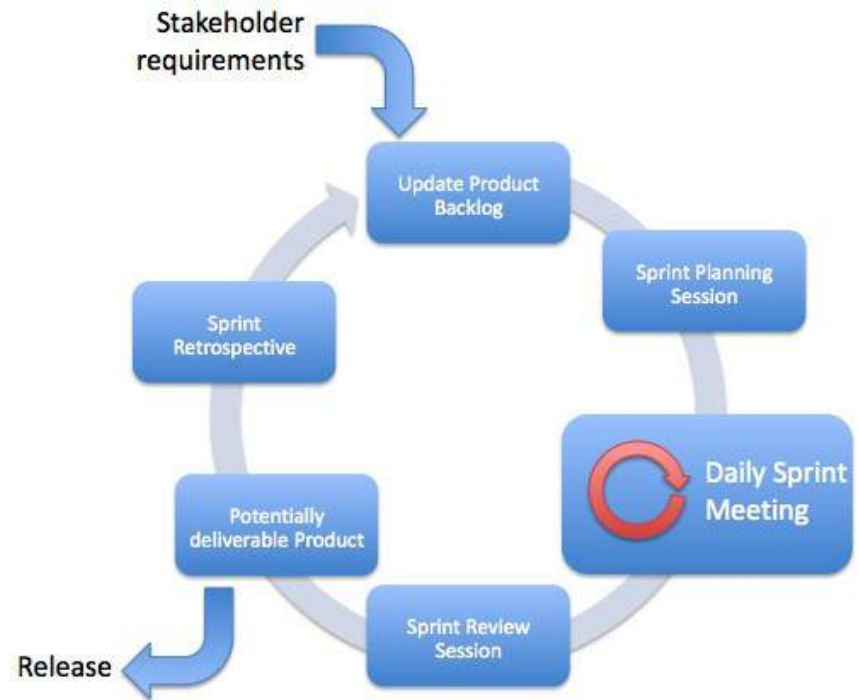 Stakeholder
requirements
Update Product
Backlog
Sprint Planning
Session
Daily Sprint
Meeting
Sprint Review
Session
Potentially
deliverable Product
Release
Sprint
Retrospective